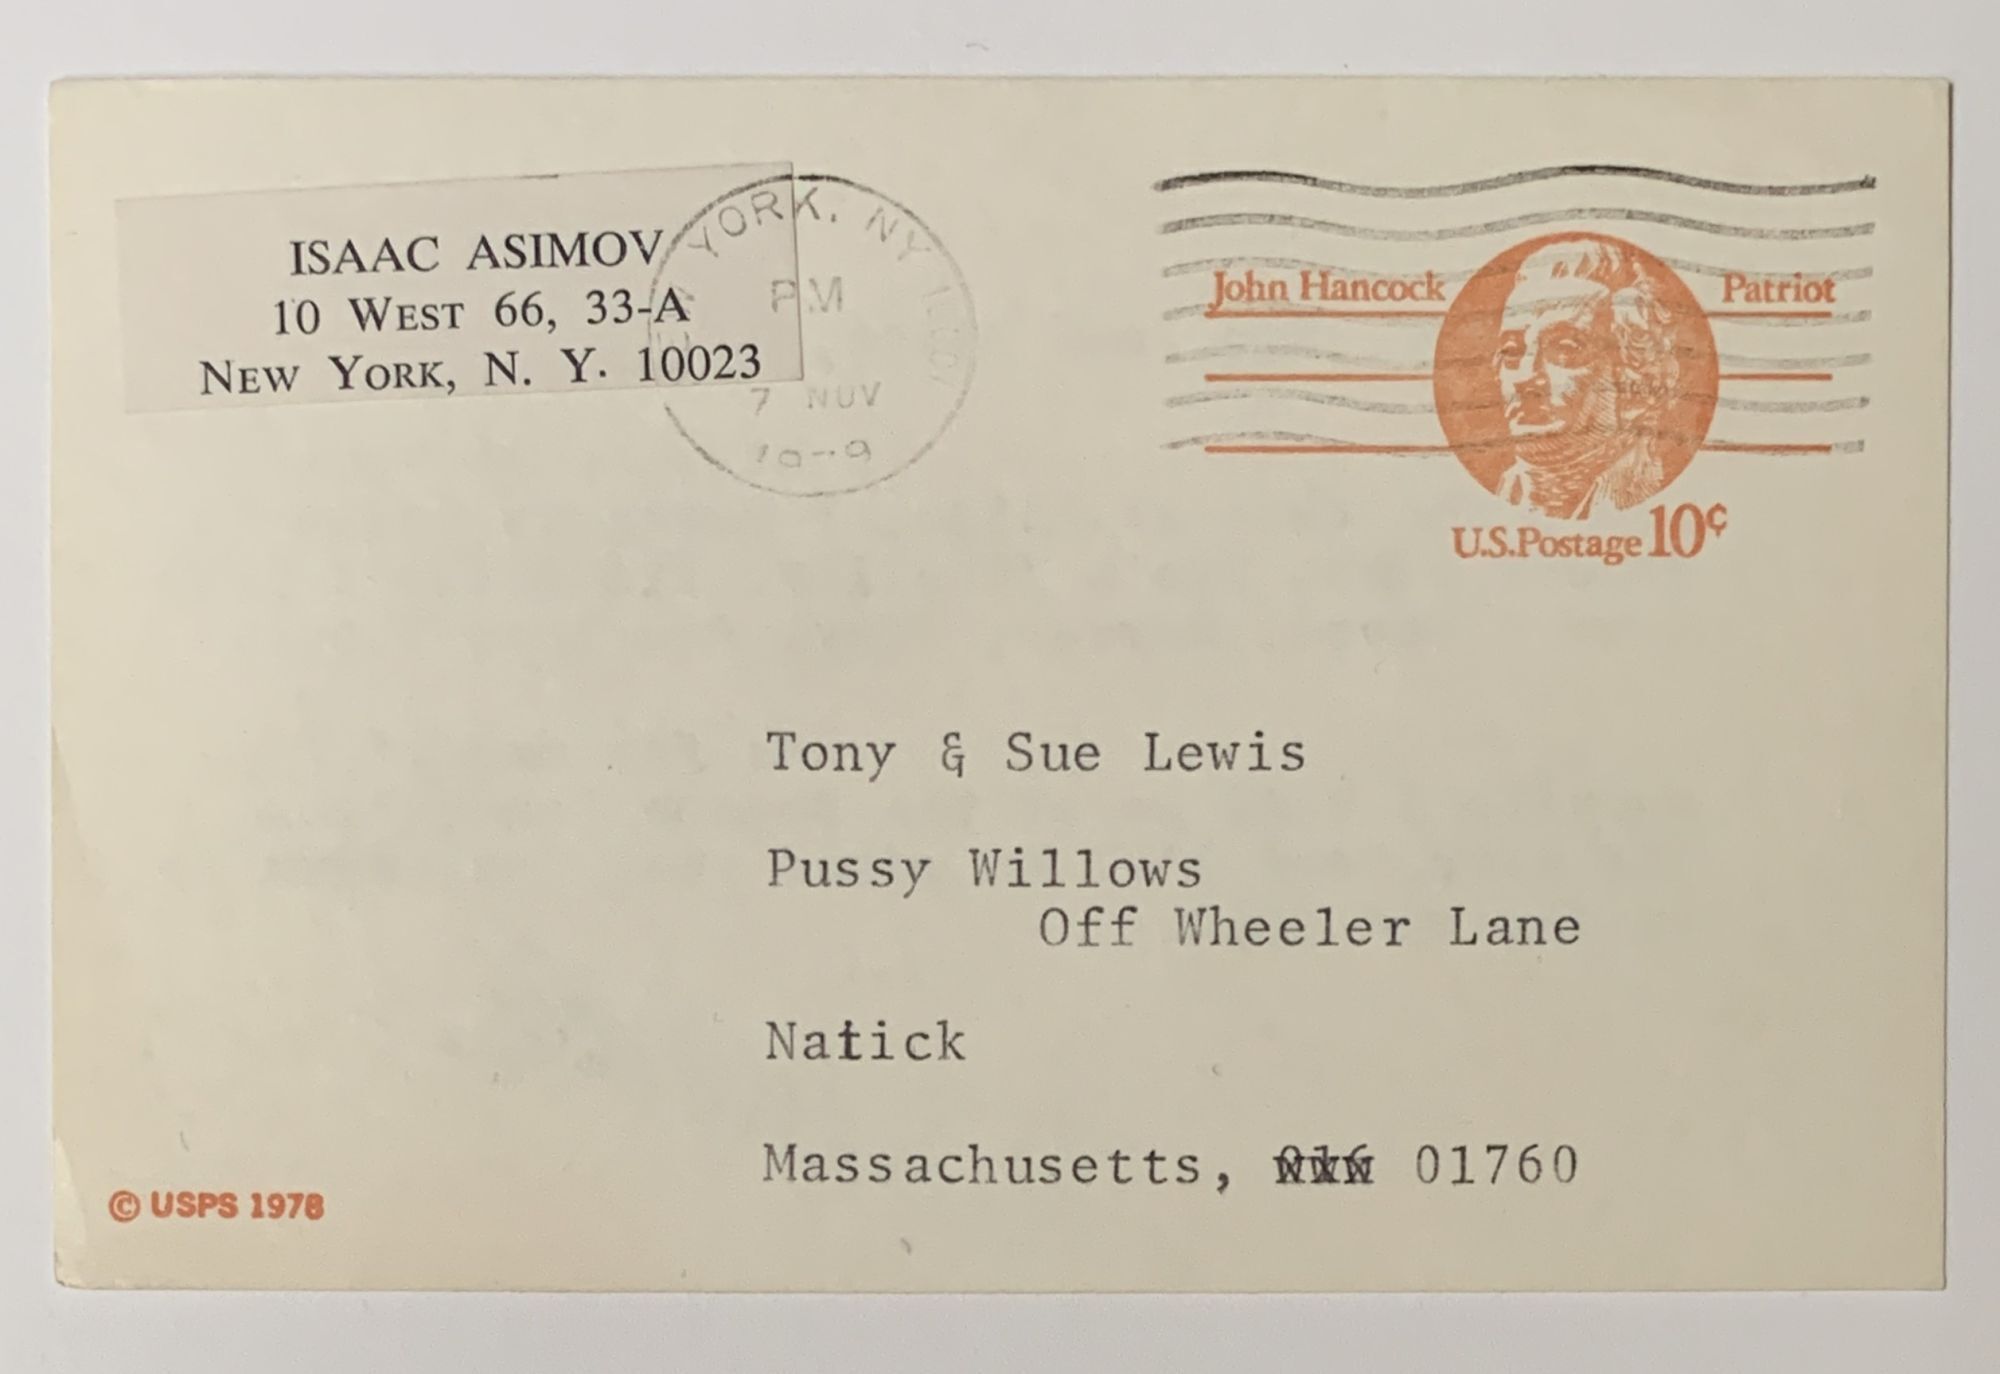 ISAAC ASIMOV
10 WEST 66, 33-A
NEW YORK, N. Y. 10023
YORK, NY
PM
7 NOV
John Hancock Patriot
U.S.Postage 10¢
Tony & Sue Lewis
Pussy Willows
Off Wheeler Lane
Natick
Massachusetts, 01760
© USPS 1978